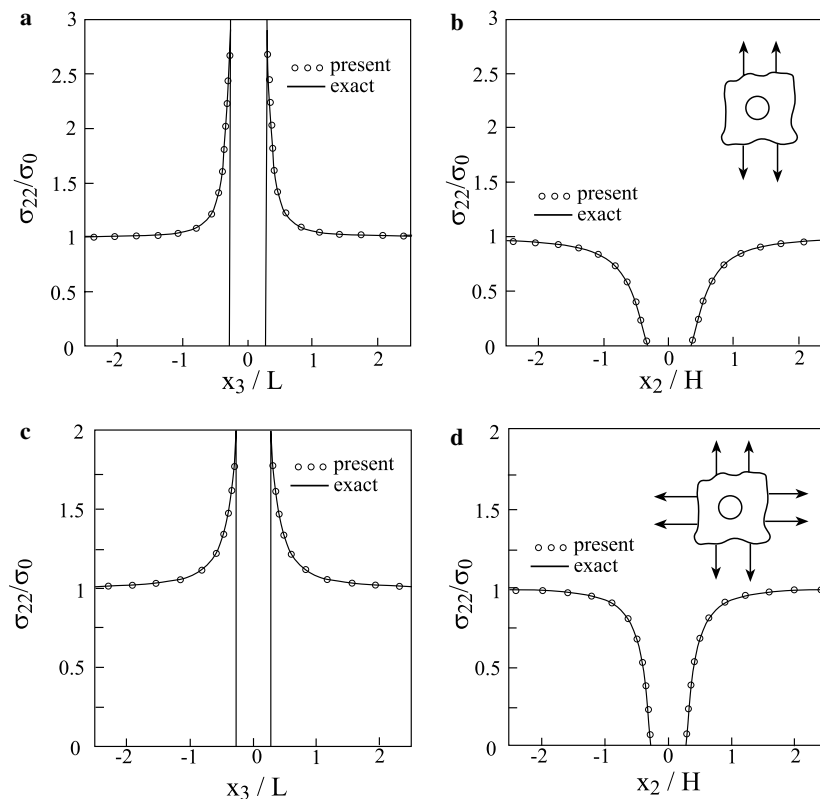 a
3
2.5
2
1.5
1
0.5
0
-2 -1 0 1 2
x3 / L
σ22/σ0
present
exact
b
3
2.5
2
1.5
1
0.5
0
-2 -1 0 1 2
x2 / H
σ22/σ0
present
exact
c
2
1.5
1
0.5
0
-2 -1 0 1 2
x3 / L
σ22/σ0
present
exact
d
2
1.5
1
0.5
0
-2 -1 0 1 2
x2 / H
σ22/σ0
present
exact